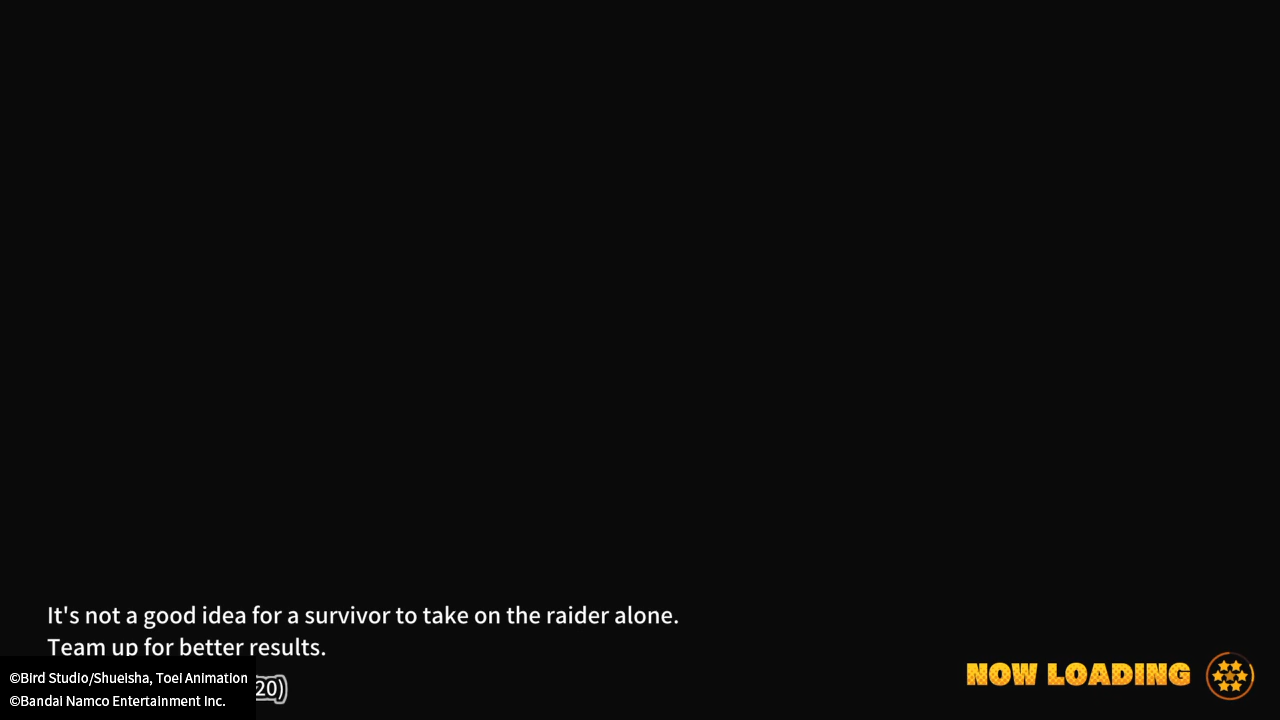 It's not a good idea for a survivor to take on the raider alone.
Team up for better results.
©Bird Studio/Shueisha, Toei Animation
20)
©Bandai Namco Entertainment Inc.
NOW LOADING